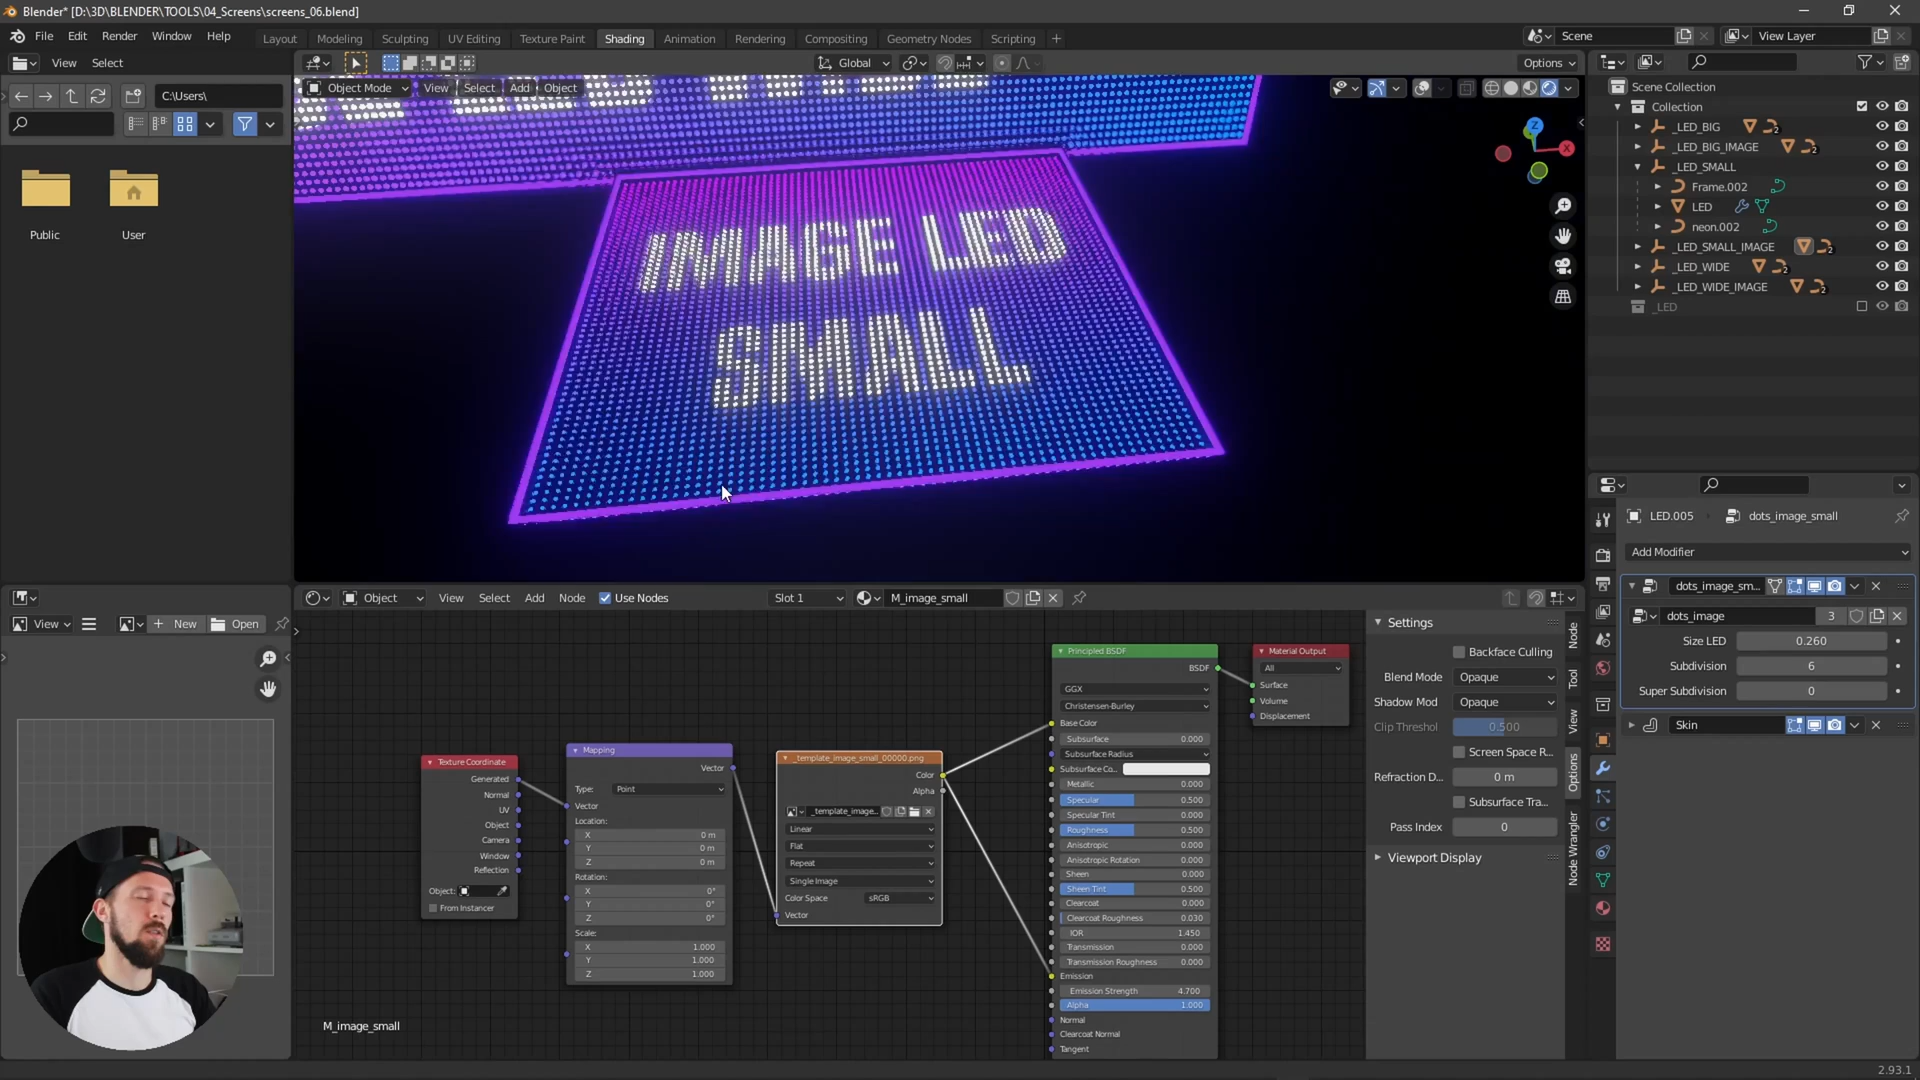 Blender* [D:\3D\BLENDER\TOOLS\04_Screens\screens_06.blend]
File Edit Render Window Help
Layout Modeling Sculpting UV Editing Texture Paint Shading Animation Rendering Compositing Geometry Nodes Scripting +
Scene
View Layer
View Select
Global
Options
C:\Users\
Public
User
Object Mode View Select Add Object
IMAGE LED
SMALL
Z
X
Scene Collection
Collection
_LED_BIG
_LED_BIG_IMAGE
_LED_SMALL
Frame.002
LED
neon.002
_LED_SMALL_IMAGE
_LED_WIDE
_LED_WIDE_IMAGE
_LED
LED.005 dots_image_small
Add Modifier
dots_image_sm...
dots_image 3
Size LED 0.260
Subdivision 6
Super Subdivision 0
Skin
View New Open
Object View Select Add Node Use Nodes Slot 1 M_image_small
Texture Coordinate
Generated
Normal
UV
Object
Camera
Window
Reflection
Object:
From Instancer
Mapping
Vector
Type: Point
Vector
Location:
X 0 m
Y 0 m
Z 0 m
Rotation:
X 0°
Y 0°
Z 0°
Scale:
X 1.000
Y 1.000
Z 1.000
_template_image_small_00000.png
Color
Alpha
_template_image...
Linear
Flat
Repeat
Single Image
Color Space sRGB
Vector
Principled BSDF
BSDF
GGX
Christensen-Burley
Base Color
Subsurface 0.000
Subsurface Radius
Subsurface Co...
Metallic 0.000
Specular 0.500
Specular Tint 0.000
Roughness 0.500
Anisotropic 0.000
Anisotropic Rotation 0.000
Sheen 0.000
Sheen Tint 0.500
Clearcoat 0.000
Clearcoat Roughness 0.030
IOR 1.450
Transmission 0.000
Transmission Roughness 0.000
Emission
Emission Strength 4.700
Alpha 1.000
Normal
Clearcoat Normal
Tangent
Material Output
All
Surface
Volume
Displacement
Settings
Backface Culling
Blend Mode Opaque
Shadow Mod Opaque
Clip Threshol 0.500
Screen Space R...
Refraction D... 0 m
Subsurface Tra...
Pass Index 0
Viewport Display
Node
Tool
View
Options
Node Wrangler
M_image_small
2.93.1